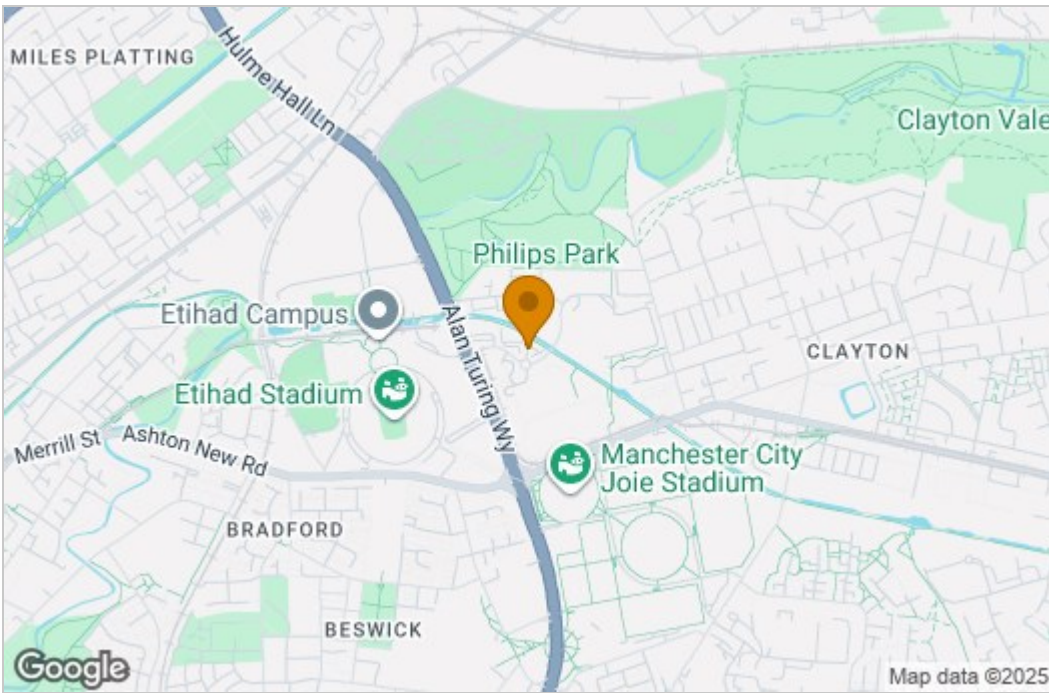 MILES PLATTING
Hulme Hall Ln
Clayton Vale
Philips Park
Etihad Campus
Alan Turing Wy
CLAYTON
Etihad Stadium
Merrill St
Ashton New Rd
Manchester City
Joie Stadium
BRADFORD
BESWICK
Google
Map data ©2025